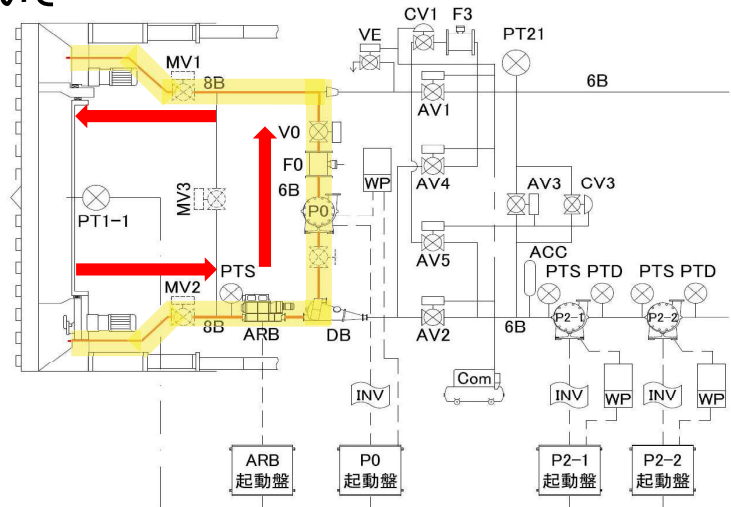 いて
CV1 F3
VE
PT21
MV1
8B
6B
AV1
V0
F0
WP
6B
AV4
AV3 CV3
MV3
P0
PT1-1
AV5
ACC
MV2
PTS
PTS PTD PTS PTD
8B
ARB
DB
AV2
6B
P2-1
P2-2
Com
INV
INV
WP
INV
WP
ARB
起動盤
P0
起動盤
P2-1
起動盤
P2-2
起動盤